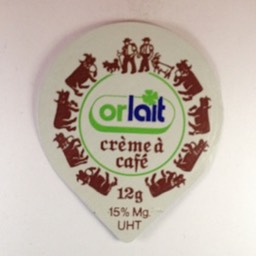 orlait
crème à
café
12g
15% Mg.
UHT